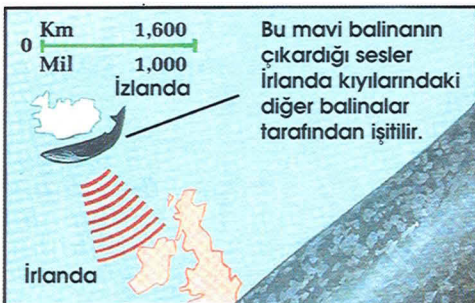 Km 1,600
0
Mil 1,000
İzlanda
Bu mavi balinanın
çıkardığı sesler
İrlanda kıyılarındaki
diğer balinalar
tarafından işitilir.
İrlanda